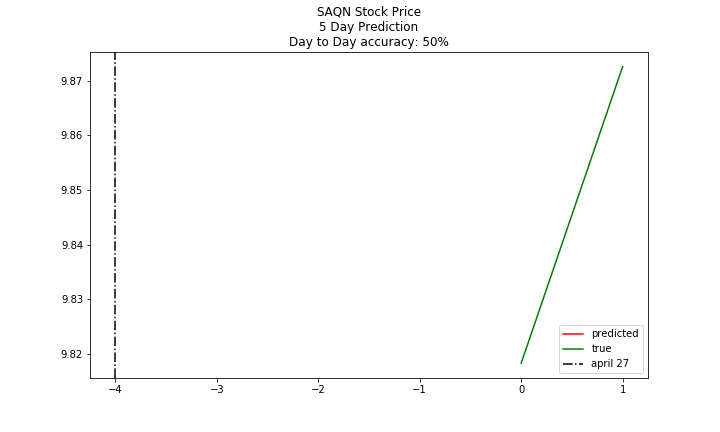 SAQN Stock Price
5 Day Prediction
Day to Day accuracy: 50%
9.87
9.86
9.85
9.84
9.83
9.82
−4
−3
−2
−1
0
1
predicted
true
april 27